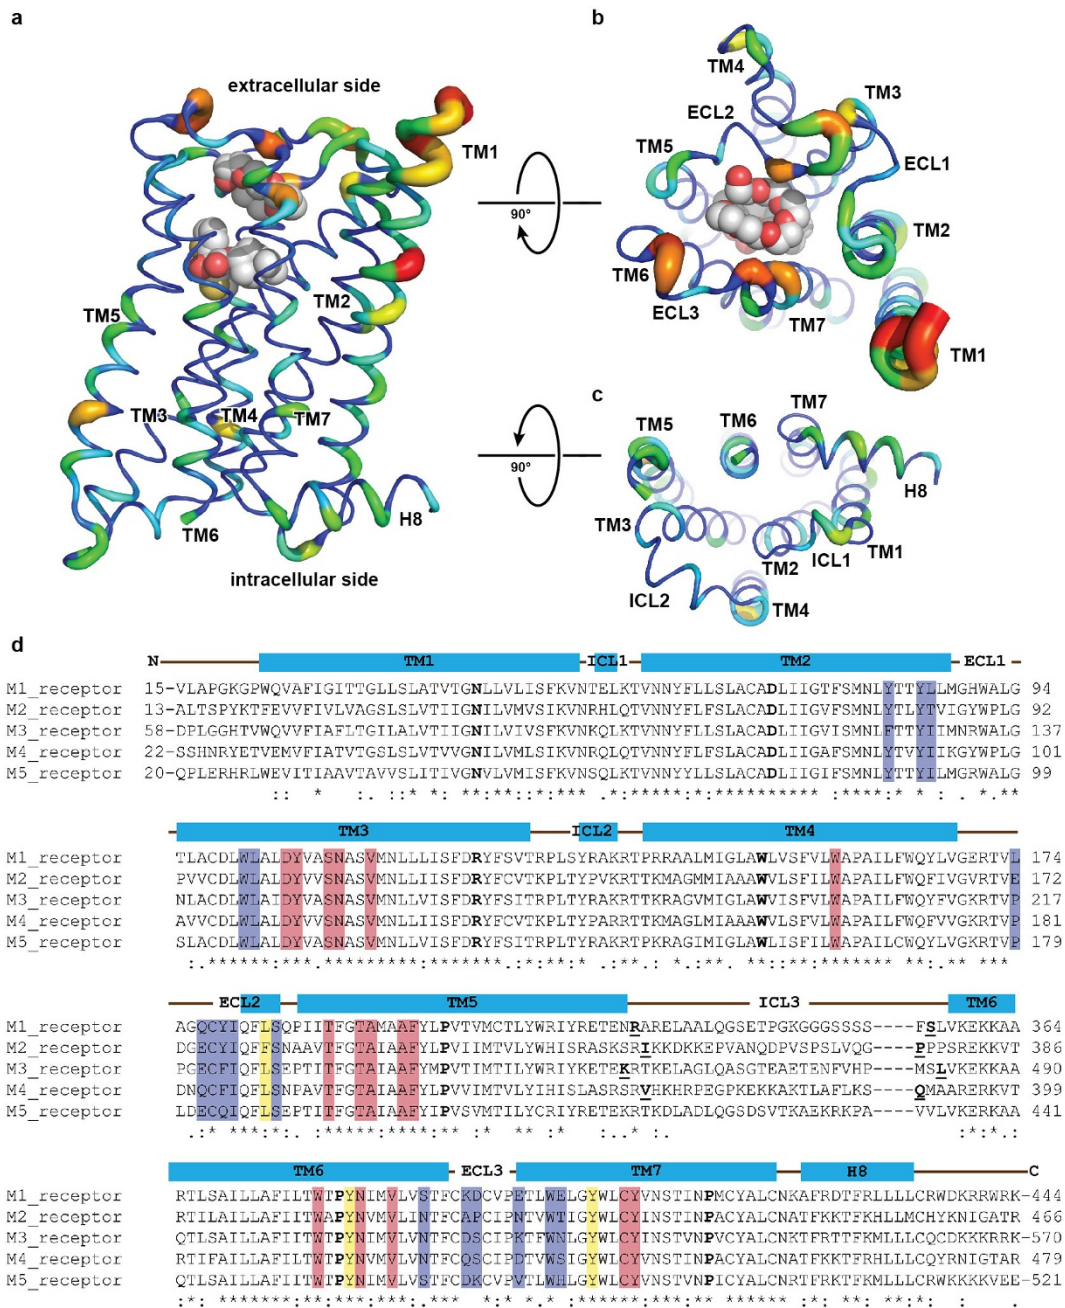 a
extracellular side
TM1
TM5
TM2
TM3
TM4
TM7
TM6
H8
intracellular side
90°
90°
b
TM4
TM3
ECL2
TM5
ECL1
TM2
TM6
ECL3
TM7
TM1
c
TM7
TM5
TM6
H8
TM3
TM2
ICL1
TM1
ICL2
TM4
d
N TM1 ICL1 TM2 ECL1
M1_receptor 15-VLAPGKGPWQVAFIGITTGLLSLATVTGNLLVLISFKVNTELKTVNNYFLLSLACADLIIGTFSMNLYTTYLLMGHWALG 94
M2_receptor 13-ALTSPYKTFEVVFIVLVAGSLSLVTIIGNILVMVSIKVNRHLQTVNNYFLFSLACADLIIGVFSMNLYTLYTVIGYWPLG 92
M3_receptor 58-DPLGGHTVWQVVFIAFLTGILALVTIIGNILVIVSFKVNKQLKTVNNYFLLSLACADLIIGVISMNLFTTYIIMNRWALG 137
M4_receptor 22-SSHNRYETVEMVFIATVTGSLSLVTVVGNILVMLSIKVNRQLQTVNNYFLFSLACADLIIGAFSMNLYTVYIIKGYWPLG 101
M5_receptor 20-QPLERHRLWEVITIAAVTAVVSLITIVGNVLVMISFKVNSQLKTVNNYYLLSLACADLIIGIFSMNLYTTYILMGRWALG 99
TM3 ICL2 TM4
M1_receptor TLACDLWLALDYVASNASVMNLLLISFDRYFSVTRPLSYRAKRTPRRAALMIGLAWLVSFVLWAPAILFWQYLVGERTVL 174
M2_receptor PVVCDLWLALDYVVSNASVMNLLIISFDRYFCVTKPLTYPVKRTTKMAGMMIAAAWVLSFILWAPAILFWQFIVGVRTVE 172
M3_receptor NLACDLWLAIDYVASNASVMNLLVISFDRYFSITRPLTYRAKRTTKRAGVMIGLAWVISFVLWAPAILFWQYFVGKRTVP 217
M4_receptor AVVCDLWLALDYVVSNASVMNLLIISFDRYFCVTKPLTYPARRTTKMAGLMIAAAWVLSFVLWAPAILFWQFVVGKRTVP 181
M5_receptor SLACDLWLALDYVASNASVMNLLVISFDRYFSITRPLTYRAKRTPKRAGIMIGLAWLISFILWAPAILCWQYLVGKRTVP 179
ECL2 TM5 ICL3 TM6
M1_receptor AGQCYIQFLSQPIITFGTAMAAFYLPVTVMCTLYWRIYRETENRARELAALQGSETPGKGGGSSSS----FSLVKEKKAA 364
M2_receptor DGECYIQFFSNAAVTFGTAIAAFYLPVIIMTVLYWHISRASKSRIKKDKKEPVANQDPVSPSLVQG----PPPSREKKVT 386
M3_receptor PGECFIQFLSEPTITFGTAIAAFYMPVTIMTILYWRIYKETEKRTKELAGLQASGTEAETENFVHP----MSLVKEKKAA 490
M4_receptor DNQCFIQFLSNPAVTFGTAIAAFYLPVVIMTVLYIHISLASRSRVHKHRPEGPKEKKAKTLAFLKS----QMAARERKVT 399
M5_receptor LDECQIQFLSEPTITFGTAIAAFYIPVSVMTILYCRIYRETEKRTKDLADLQGSDSVTKAEKRKPA----VVLVKERKAA 441
TM6 ECL3 TM7 H8 C
M1_receptor RTLSAILLAFILTWTPYNIMVLVSTFCKDCVPETLWELGYWLCYVNSTINPMCYALCNKAFRDTFRLLLLCRWDKRRWRK-444
M2_receptor RTILAILLAFIITWAPYNVMVLINTFCAPCIPNTVWTIGYWLCYINSTINPACYALCNATFKKTFKHLLMCHYKNIGATR 466
M3_receptor QTLSAILLAFIITWTPYNIMVLVNTFCDSCIPKTFWNLGYWLCYINSTVNPVCYALCNKTFRTTFKMLLLCQCDKKKRRK-570
M4_receptor RTIFAILLAFILTWTPYNVMVLVNTFCQSCIPDTVWSIGYWLCYVNSTINPACYALCNATFKKTFRHLLLCQYRNIGTAR 479
M5_receptor QTLSAILLAFIITWTPYNIMVLVSTFCDKCVPVTLWHLGYWLCYVNSTVNPICYALCNRTFRKTFKMLLLCRWKKKKVEE-521